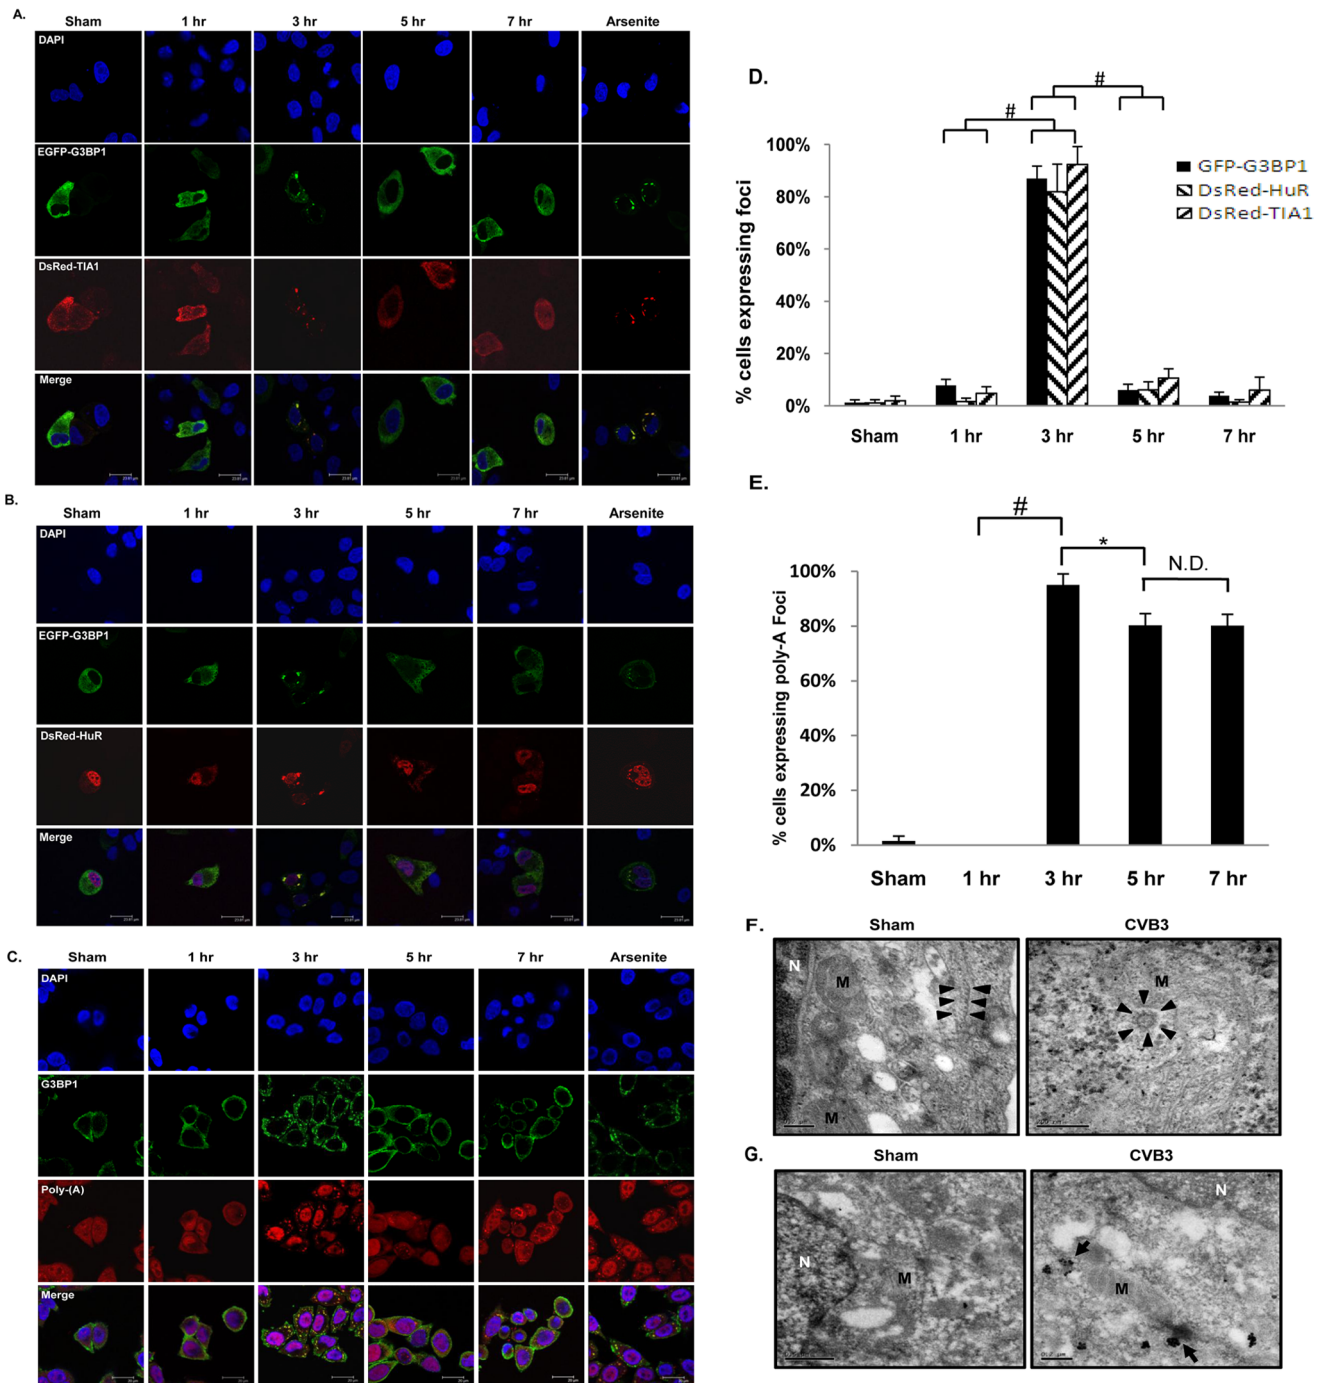 A.
Sham 1 hr 3 hr 5 hr 7 hr Arsenite
DAPI
EGFP-G3BP1
DsRed-TIA1
Merge
B.
Sham 1 hr 3 hr 5 hr 7 hr Arsenite
DAPI
EGFP-G3BP1
DsRed-HuR
Merge
C.
Sham 1 hr 3 hr 5 hr 7 hr Arsenite
DAPI
G3BP1
Poly-(A)
Merge
D.
#
#
% cells expressing foci
100%
80%
60%
40%
20%
0%
GFP-G3BP1
DsRed-HuR
DsRed-TIA1
Sham 1 hr 3 hr 5 hr 7 hr
E.
#
*
N.D.
% cells expressing poly-A Foci
100%
80%
60%
40%
20%
0%
Sham 1 hr 3 hr 5 hr 7 hr
F.
Sham CVB3
N M M
M
G.
Sham CVB3
N M
N M